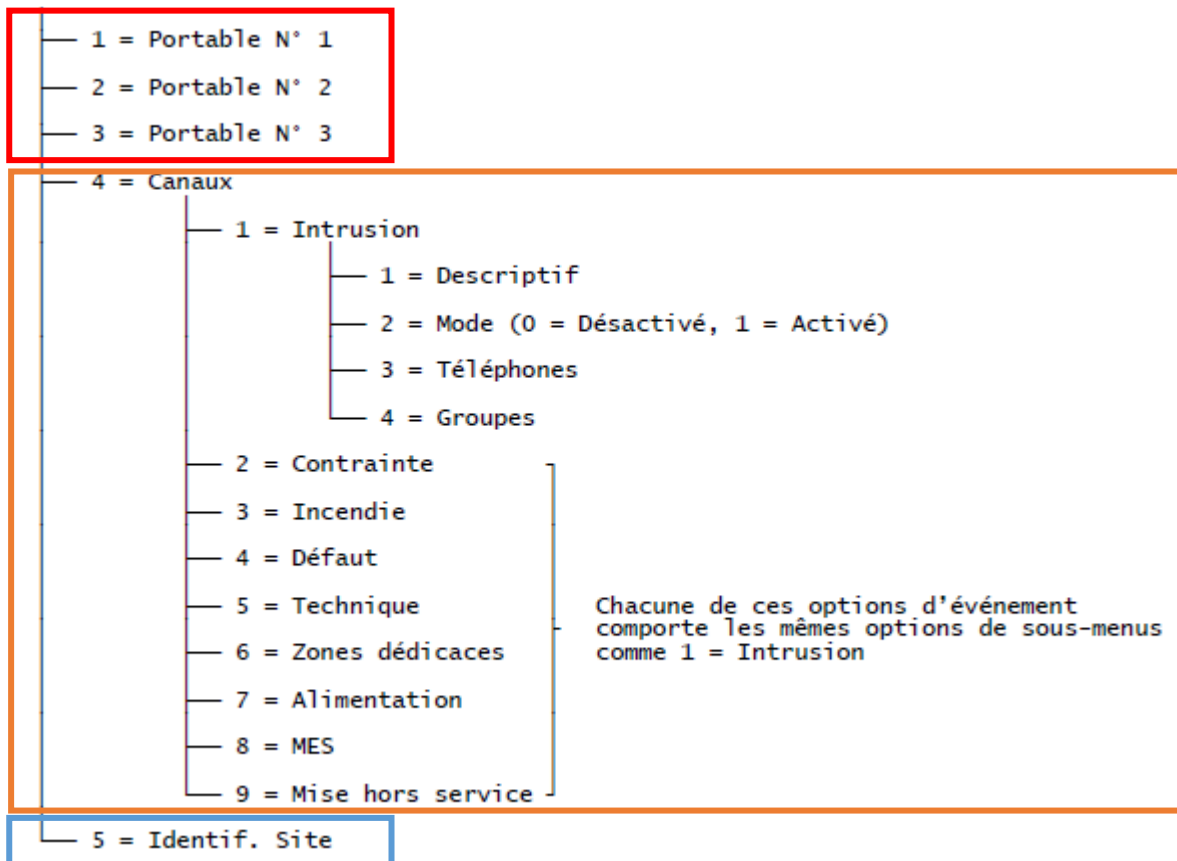 1 = Portable N° 1
2 = Portable N° 2
3 = Portable N° 3
4 = Canaux
1 = Intrusion
1 = Descriptif
2 = Mode (0 = Désactivé, 1 = Activé)
3 = Téléphones
4 = Groupes
2 = Contrainte
3 = Incendie
4 = Défaut
5 = Technique
6 = Zones dédicaces
7 = Alimentation
8 = MES
9 = Mise hors service
Chacune de ces options d’événement
comporte les mêmes options de sous-menus
comme 1 = Intrusion
5 = Identif. Site